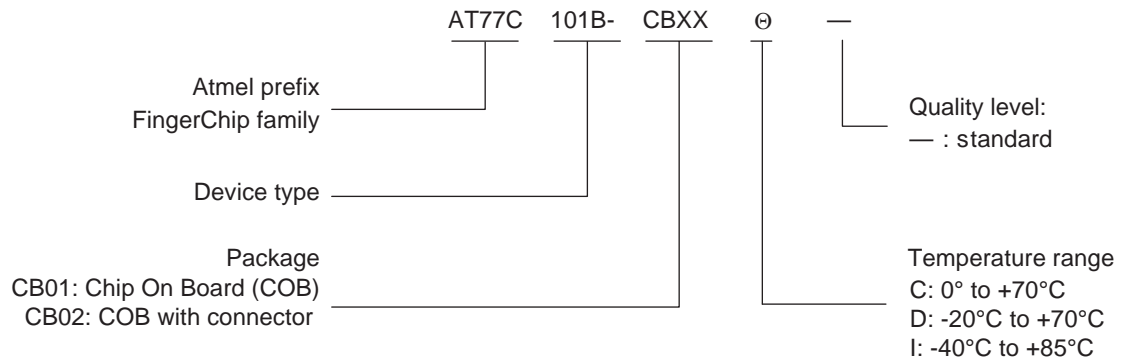 AT77C 101B- CBXX Θ —
Atmel prefix
FingerChip family
Quality level:
— : standard
Device type
Package
CB01: Chip On Board (COB)
CB02: COB with connector
Temperature range
C: 0° to +70°C
D: -20°C to +70°C
I: -40°C to +85°C